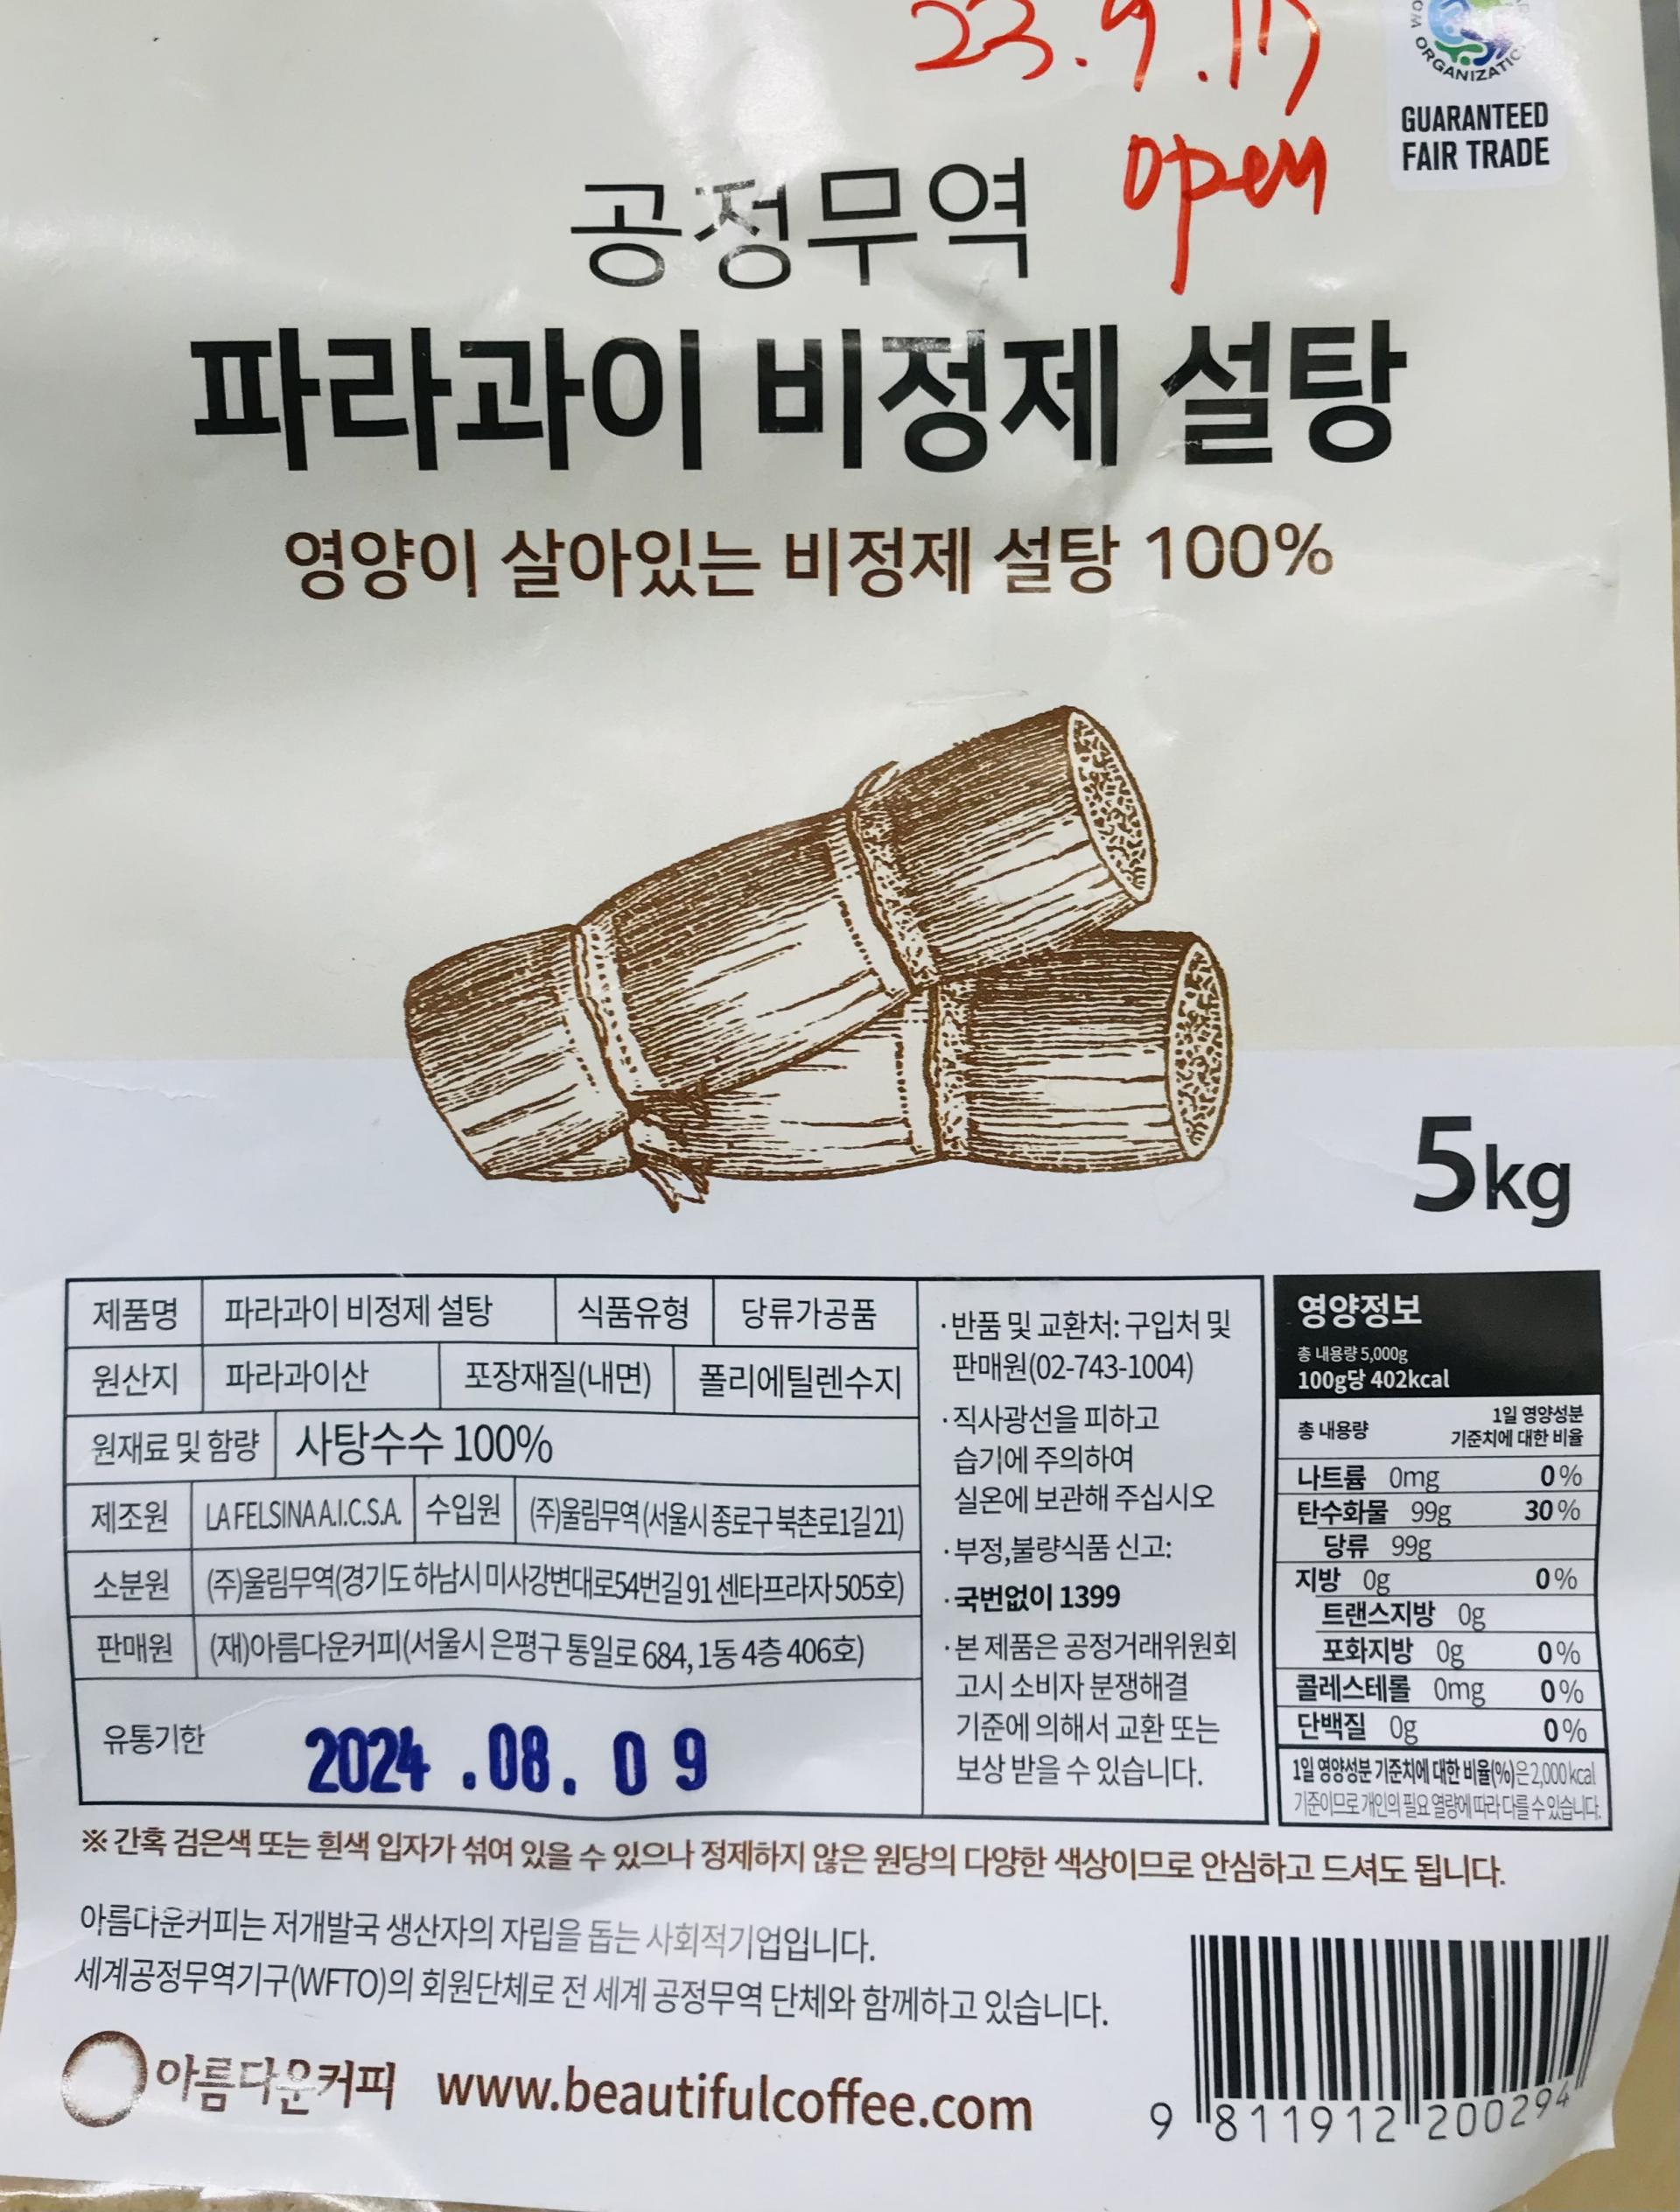 23.9.17
open
ORGANIZATIO
GUARANTEED
FAIR TRADE
공정무역
파라과이 비정제 설탕
영양이 살아있는 비정제 설탕 100%
5kg
제품명 파라과이 비정제 설탕 식품유형 당류가공품
원산지 파라과이산 포장재질(내면) 폴리에틸렌수지
원재료 및 함량 사탕수수 100%
제조원 LA FELSINA A.I.C.S.A. 수입원 (주)울림무역(서울시 종로구 북촌로1길 21)
소분원 (주)울림무역(경기도 하남시 미사강변대로54번길 91 센타프라자 505호)
판매원 (재)아름다운커피(서울시 은평구 통일로 684, 1동 4층 406호)
유통기한 2024.08.09
·반품 및 교환처: 구입처 및
판매원(02-743-1004)
·직사광선을 피하고
습기에 주의하여
실온에 보관해 주십시오
·부정,불량식품 신고:
·국번없이 1399
·본 제품은 공정거래위원회
고시 소비자 분쟁해결
기준에 의해서 교환 또는
보상 받을 수 있습니다.
영양정보
총 내용량 5,000g
100g당 402kcal
총 내용량 1일 영양성분
기준치에 대한 비율
나트륨 0mg 0%
탄수화물 99g 30%
당류 99g
지방 0g 0%
트랜스지방 0g
포화지방 0g 0%
콜레스테롤 0mg 0%
단백질 0g 0%
1일 영양성분 기준치에 대한 비율(%)은 2,000kcal
기준이므로 개인의 필요 열량에 따라 다를 수 있습니다.
※ 간혹 검은색 또는 흰색 입자가 섞여 있을 수 있으나 정제하지 않은 원당의 다양한 색상이므로 안심하고 드셔도 됩니다.
아름다운커피는 저개발국 생산자의 자립을 돕는 사회적기업입니다.
세계공정무역기구(WFTO)의 회원단체로 전 세계 공정무역 단체와 함께하고 있습니다.
아름다운커피 www.beautifulcoffee.com
9 811912 200294